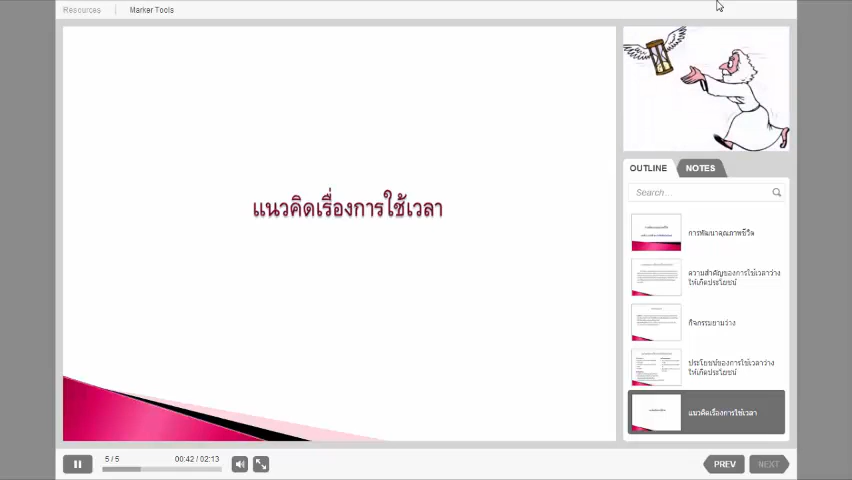 Resources
Marker Tools
แนวคิดเรื่องการใช้เวลา
OUTLINE
NOTES
Search...
การพัฒนาคุณภาพชีวิต
ความสำคัญของการใช้เวลาว่าง
ให้เกิดประโยชน์
กิจกรรมยามว่าง
ประโยชน์ของการใช้เวลาว่าง
ให้เกิดประโยชน์
แนวคิดเรื่องการใช้เวลา
5 / 5
00:42 / 02:13
PREV
NEXT